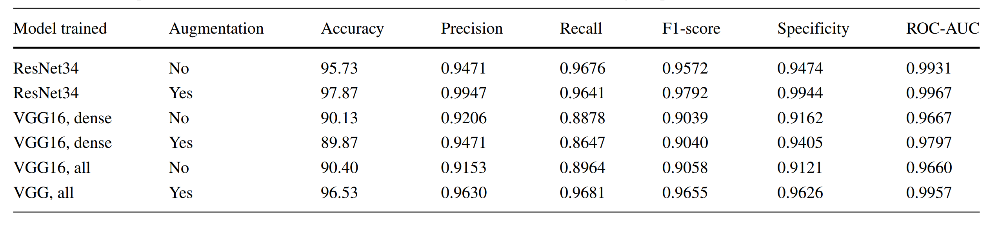 Model trained Augmentation Accuracy Precision Recall F1-score Specificity ROC-AUC
ResNet34 No 95.73 0.9471 0.9676 0.9572 0.9474 0.9931
ResNet34 Yes 97.87 0.9947 0.9641 0.9792 0.9944 0.9967
VGG16, dense No 90.13 0.9206 0.8878 0.9039 0.9162 0.9667
VGG16, dense Yes 89.87 0.9471 0.8647 0.9040 0.9405 0.9797
VGG16, all No 90.40 0.9153 0.8964 0.9058 0.9121 0.9660
VGG, all Yes 96.53 0.9630 0.9681 0.9655 0.9626 0.9957